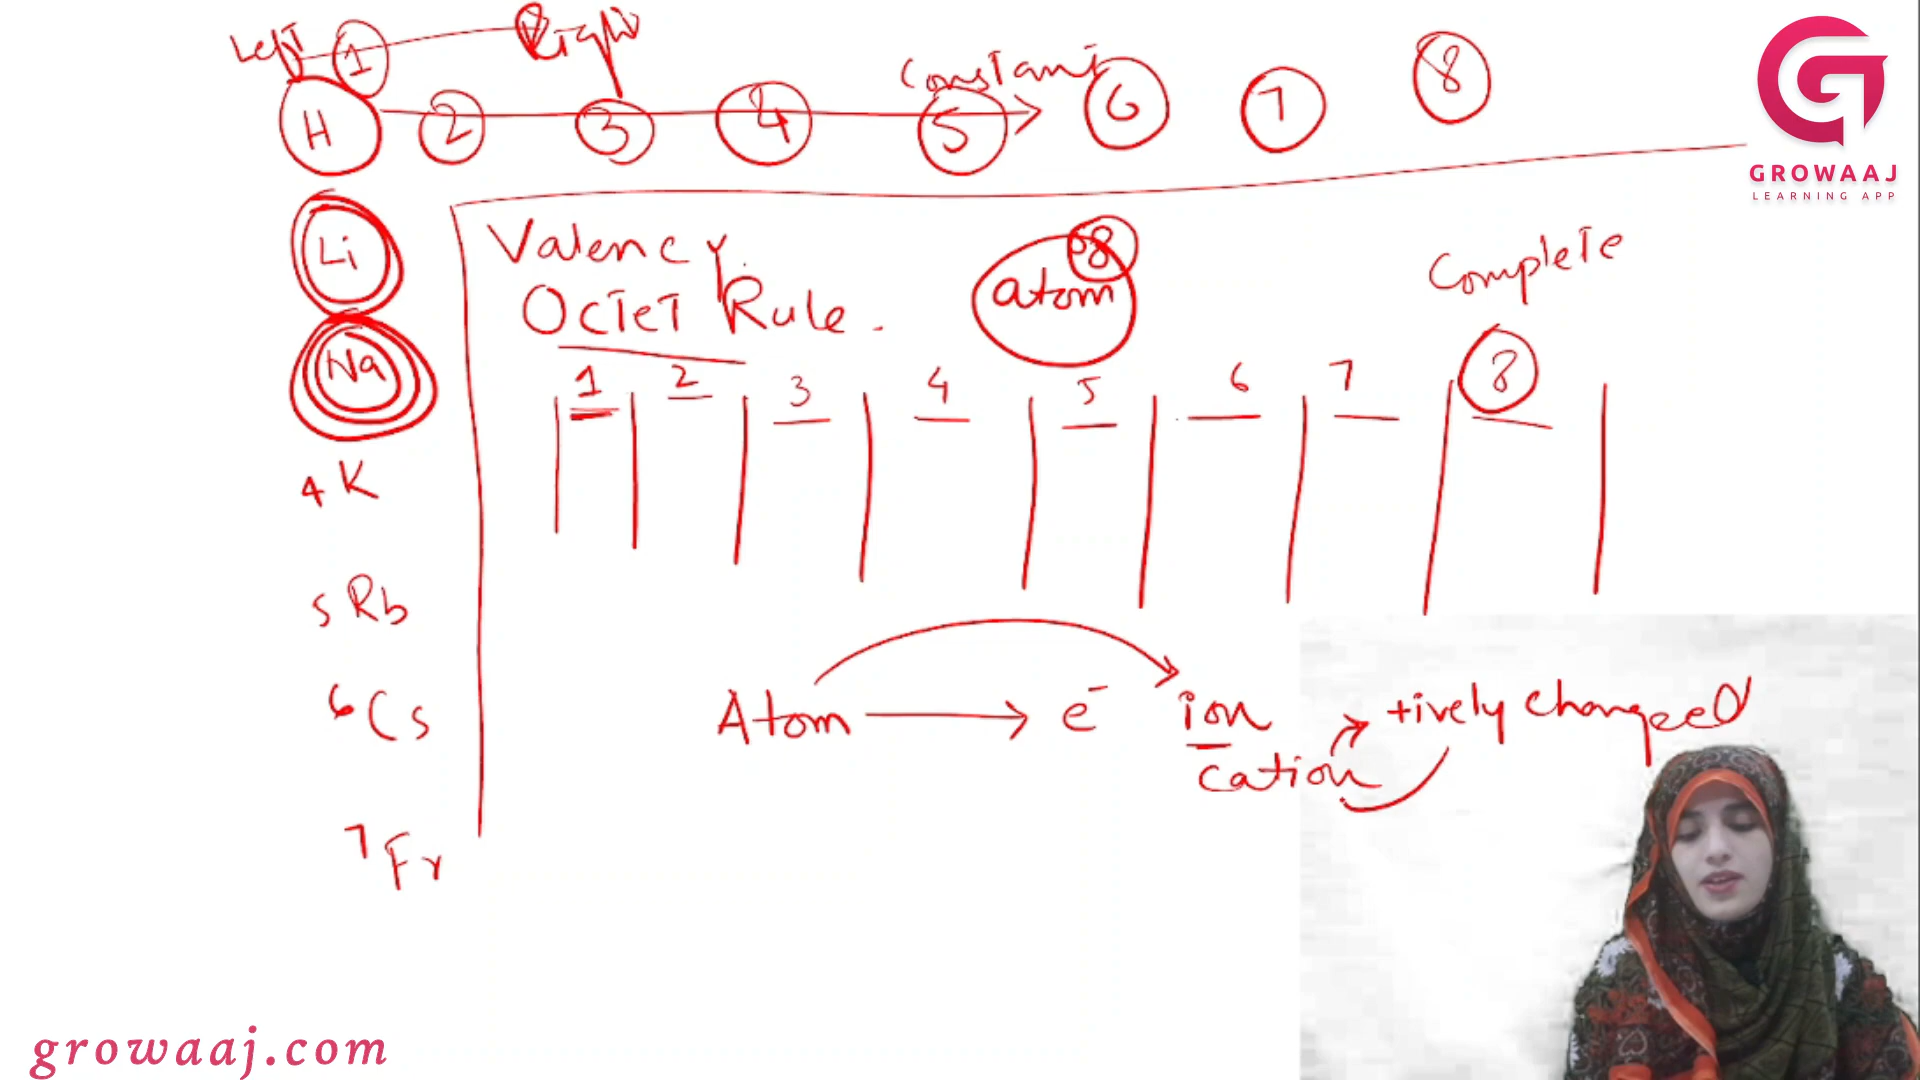 Left 1 Right
H 2 3 4 5 Constant 6 7 8
GROWAAJ
LEARNING APP
Li
Valency
Octet Rule.
atom 8
Complete
Na
1 2 3 4 5 6 7 8
4 K
5 Rb
6 Cs
Atom → e⁻ ion → +ively changeed
cation
7 Fr
growaaj.com